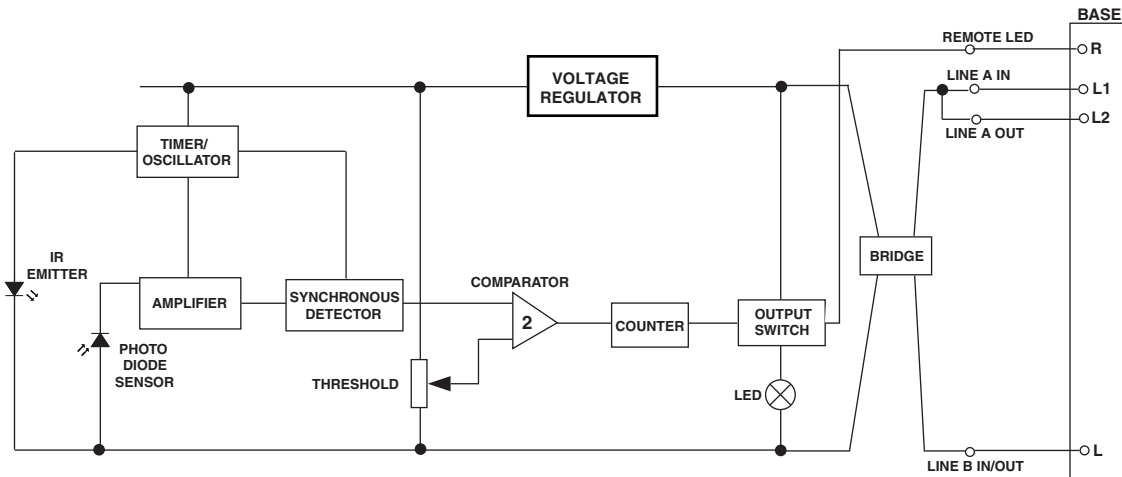 BASE
REMOTE LED
R
LINE A IN
L1
VOLTAGE
REGULATOR
L2
LINE A OUT
TIMER/
OSCILLATOR
IR
EMITTER
BRIDGE
COMPARATOR
AMPLIFIER
SYNCHRONOUS
DETECTOR
2
COUNTER
OUTPUT
SWITCH
PHOTO
DIODE
SENSOR
THRESHOLD
LED
L
LINE B IN/OUT